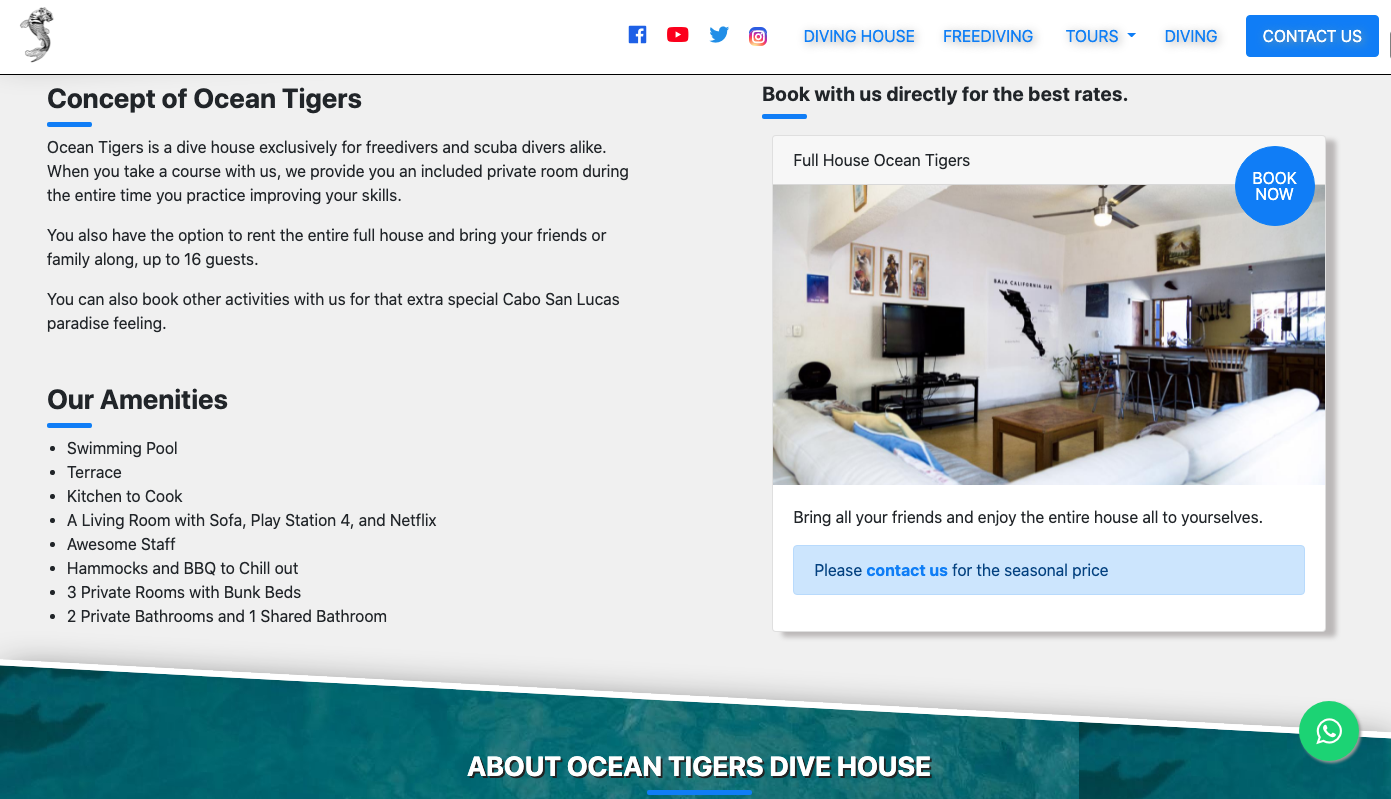 DIVING HOUSE
FREEDIVING
TOURS
DIVING
CONTACT US
Concept of Ocean Tigers
Ocean Tigers is a dive house exclusively for freedivers and scuba divers alike.
When you take a course with us, we provide you an included private room during
the entire time you practice improving your skills.
You also have the option to rent the entire full house and bring your friends or
family along, up to 16 guests.
You can also book other activities with us for that extra special Cabo San Lucas
paradise feeling.
Our Amenities
• Swimming Pool
• Terrace
• Kitchen to Cook
• A Living Room with Sofa, Play Station 4, and Netflix
• Awesome Staff
• Hammocks and BBQ to Chill out
• 3 Private Rooms with Bunk Beds
• 2 Private Bathrooms and 1 Shared Bathroom
Book with us directly for the best rates.
Full House Ocean Tigers
BOOK
NOW
BAJA CALIFORNIA SUR
Bring all your friends and enjoy the entire house all to yourselves.
Please contact us for the seasonal price
ABOUT OCEAN TIGERS DIVE HOUSE